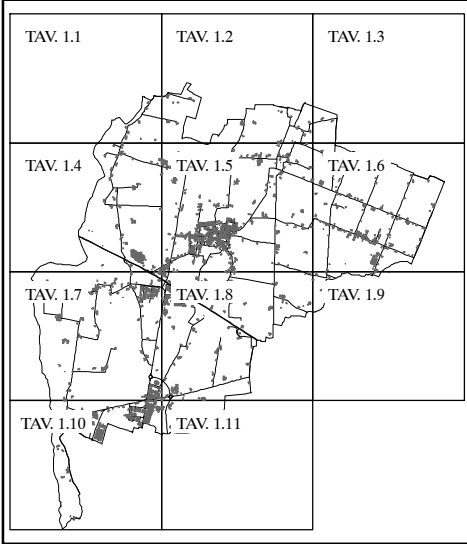 TAV. 1.1
TAV. 1.2
TAV. 1.3
TAV. 1.4
TAV. 1.5
TAV. 1.6
TAV. 1.7
TAV. 1.8
TAV. 1.9
TAV. 1.10
TAV. 1.11